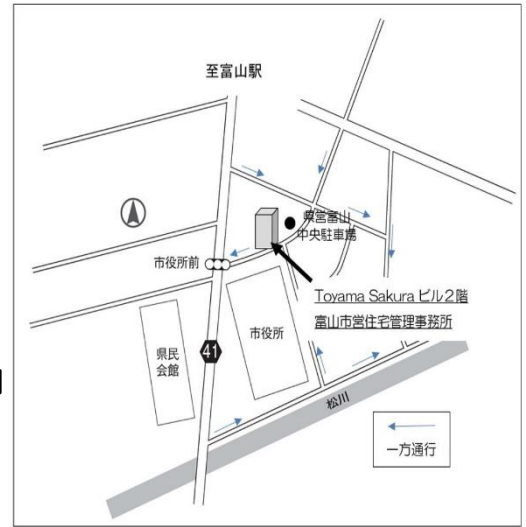 至富山駅
県営富山
中央駐車場
市役所前
Toyama Sakura ビル2階
富山市営住宅管理事務所
市役所
県民
会館
41
松川
一方通行